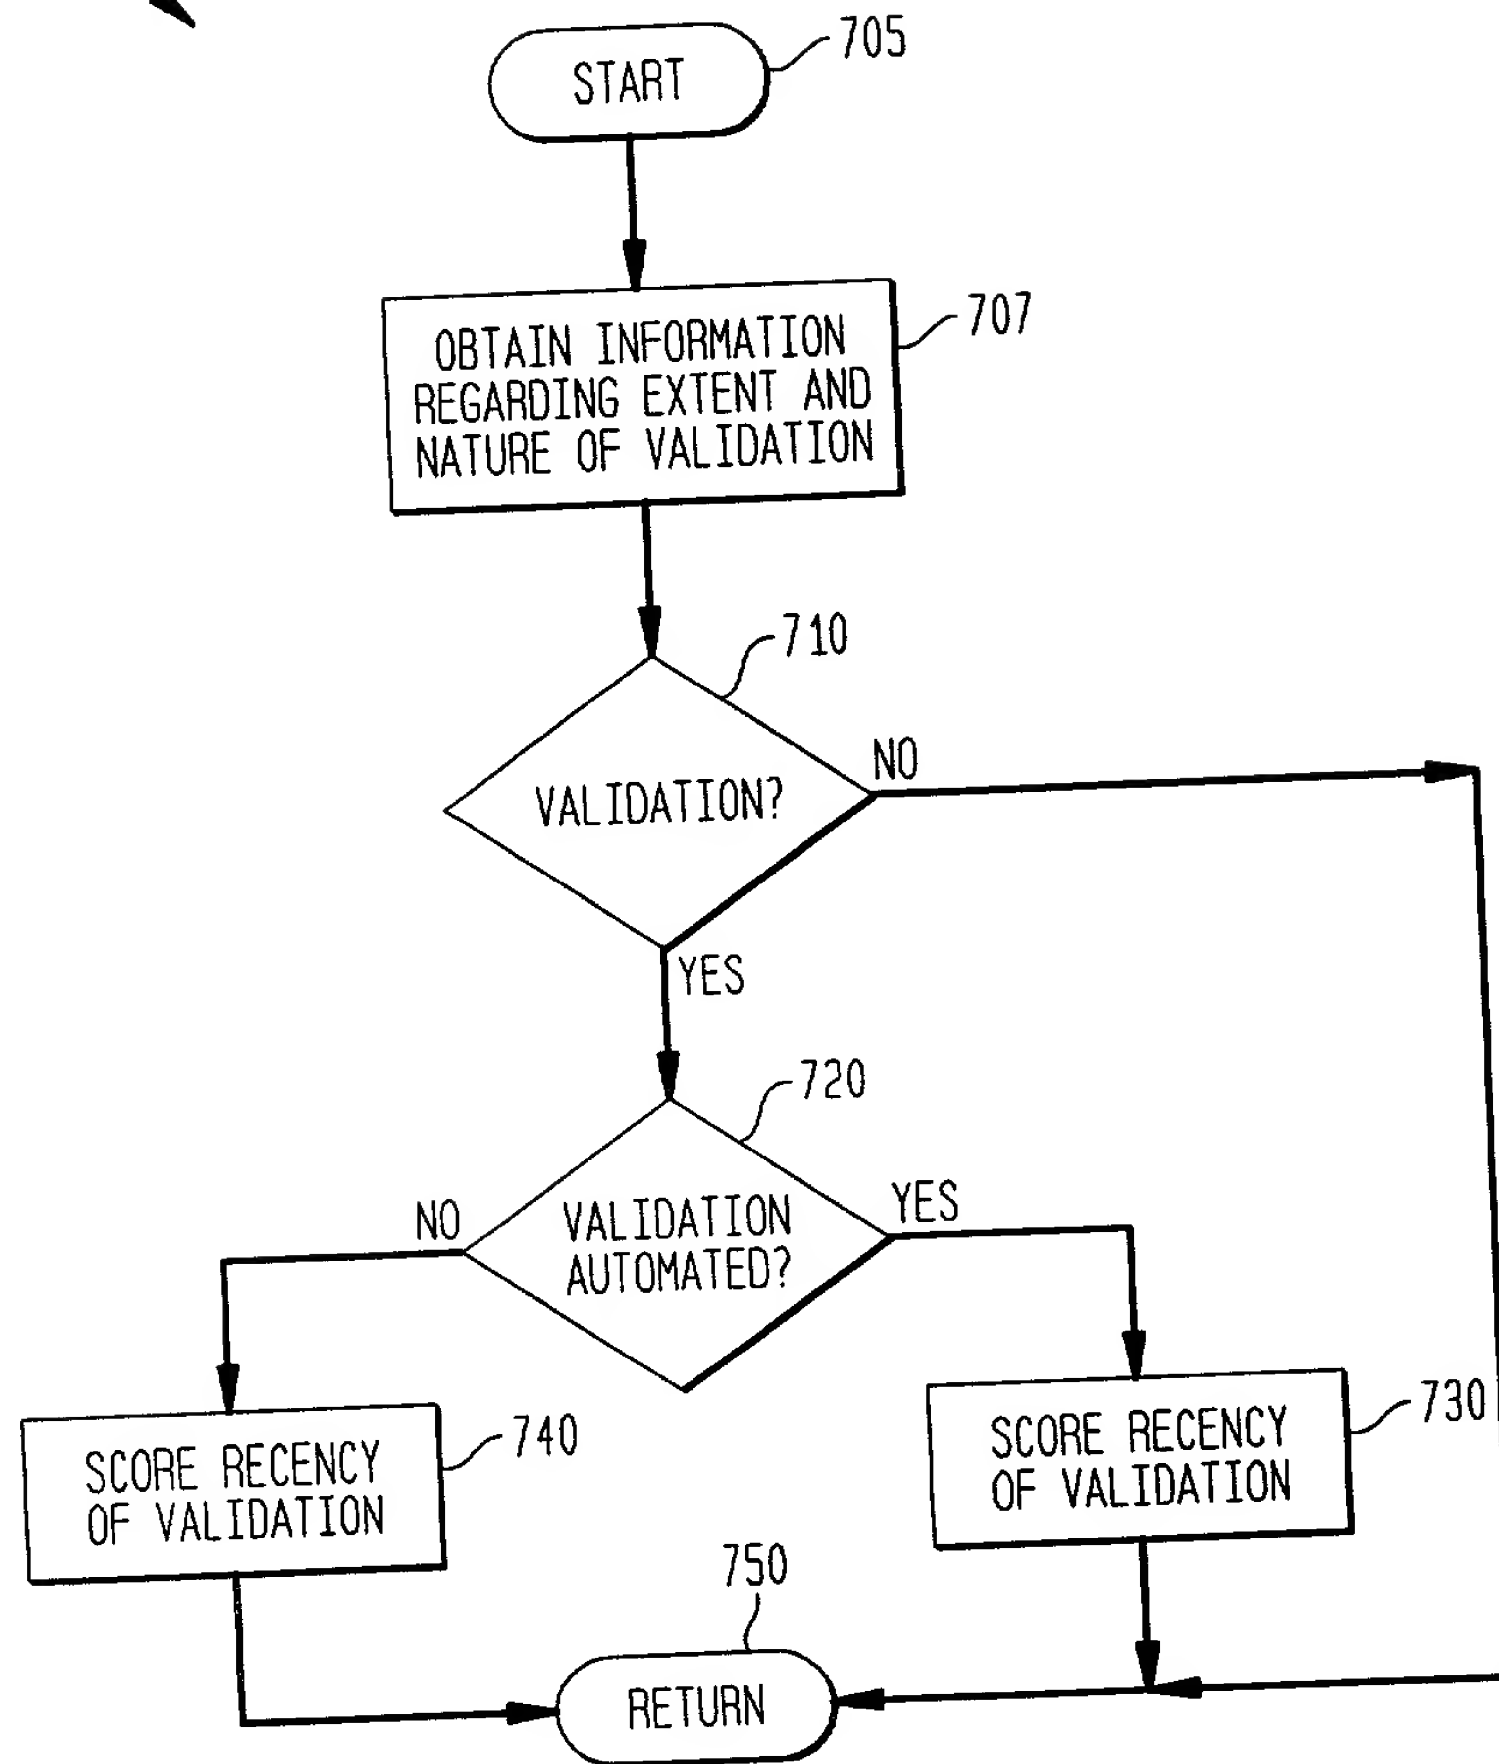 705
START
707
OBTAIN INFORMATION
REGARDING EXTENT AND
NATURE OF VALIDATION
710
NO
VALIDATION?
YES
720
NO
YES
VALIDATION
AUTOMATED?
730
740
SCORE RECENCY
OF VALIDATION
SCORE RECENCY
OF VALIDATION
750
RETURN